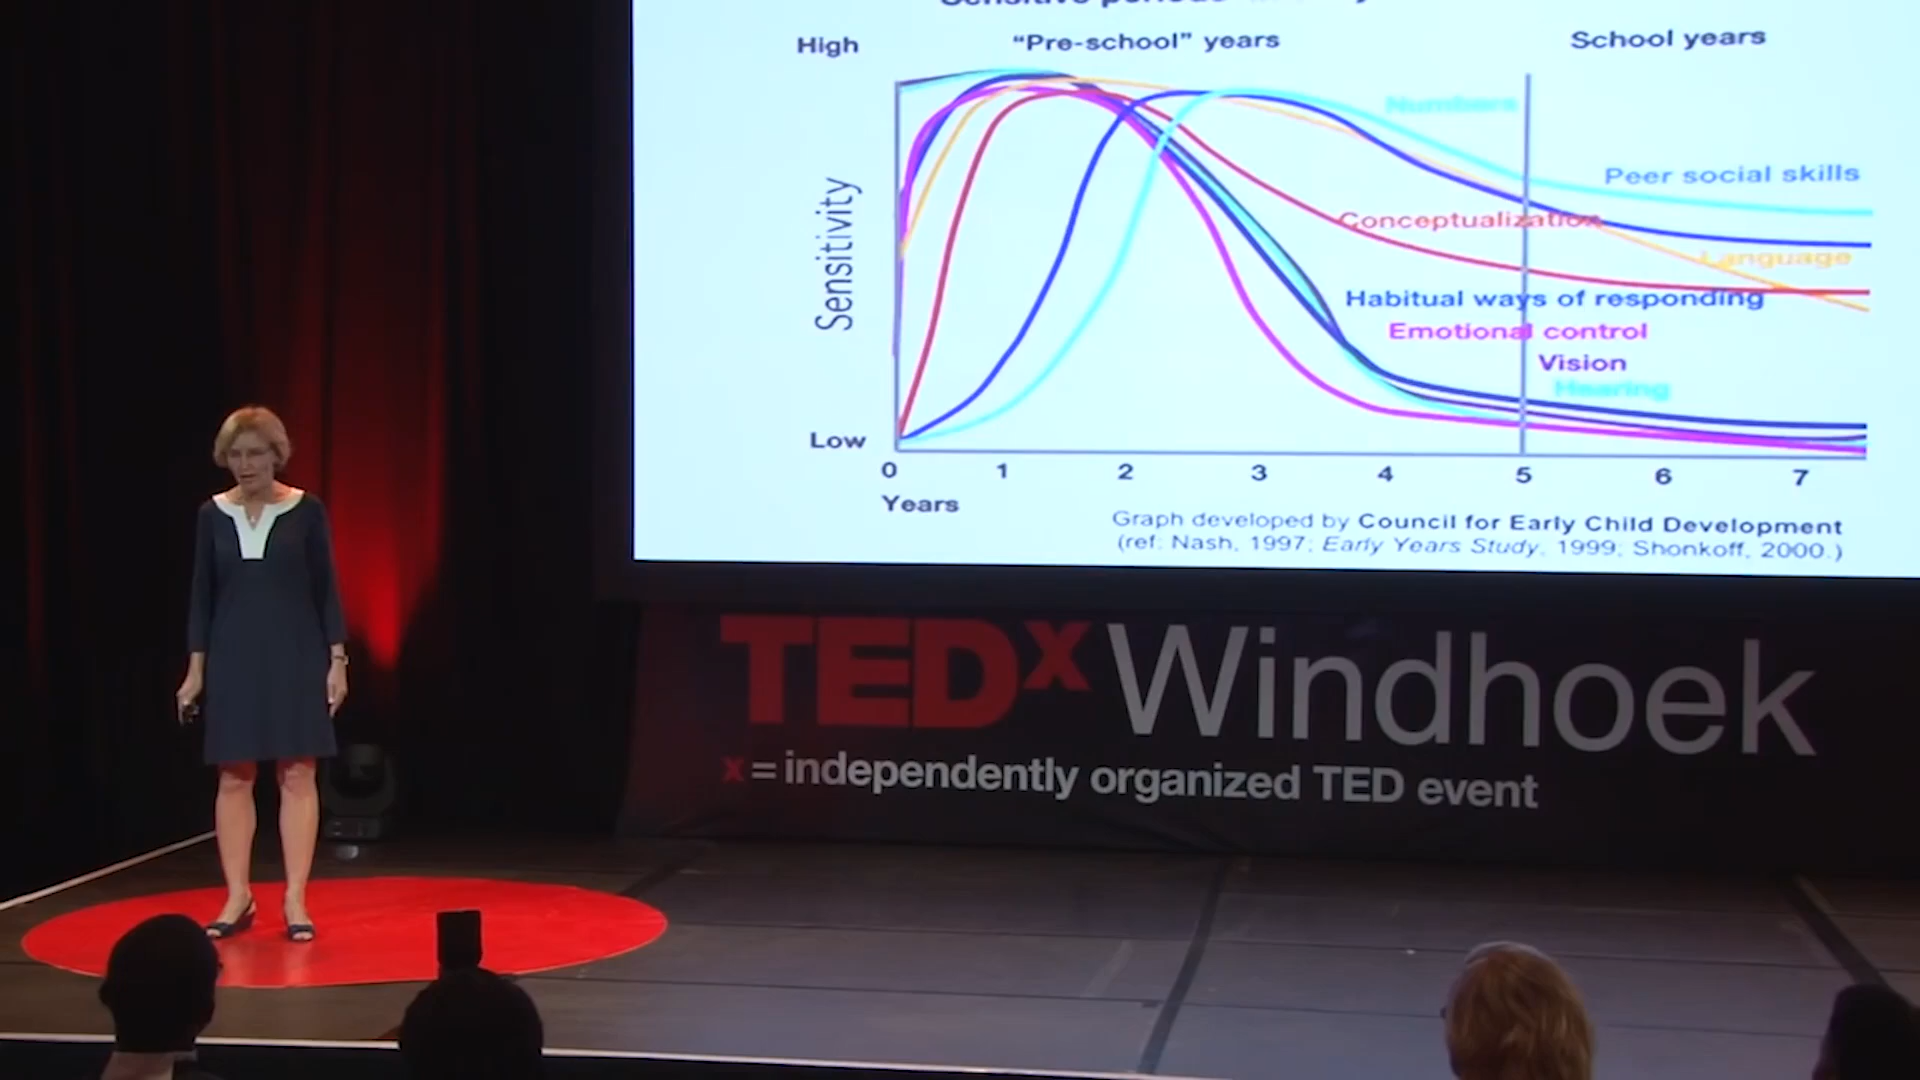 Sensitive periods
High
"Pre-school" years
School years
Numbers
Peer social skills
Conceptualization
Language
Sensitivity
Habitual ways of responding
Emotional control
Vision
Hearing
Low
0 1 2 3 4 5 6 7
Years
Graph developed by Council for Early Child Development
(ref: Nash, 1997; Early Years Study, 1999; Shonkoff, 2000.)
TEDx Windhoek
x = independently organized TED event